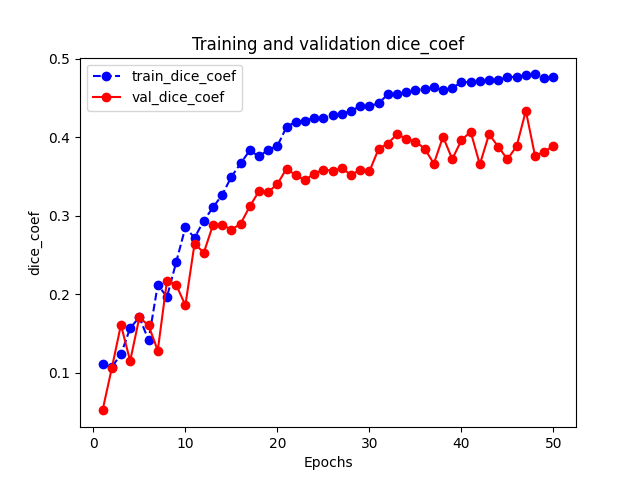 Training and validation dice_coef
train_dice_coef
val_dice_coef
dice_coef
0.5
0.4
0.3
0.2
0.1
0 10 20 30 40 50
Epochs